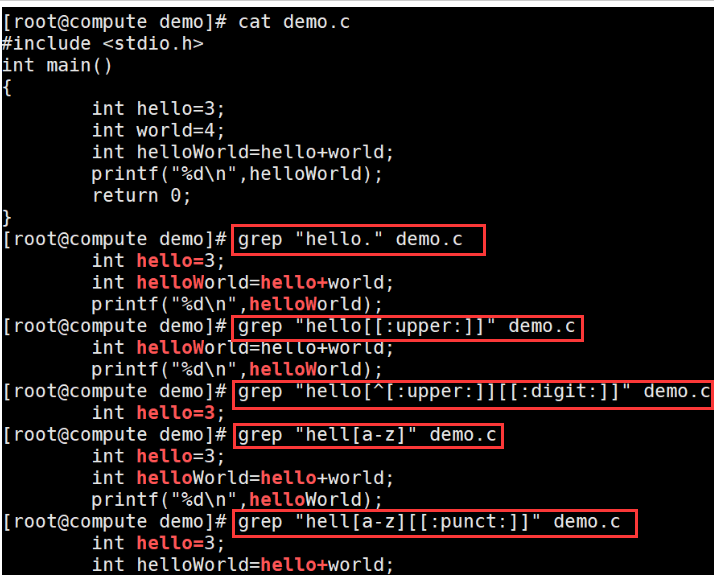 [root@compute demo]# cat demo.c
#include <stdio.h>
int main()
{
        int hello=3;
        int world=4;
        int helloWorld=hello+world;
        printf("%d\n",helloWorld);
        return 0;
}
[root@compute demo]# grep "hello." demo.c
        int hello=3;
        int helloWorld=hello+world;
        printf("%d\n",helloWorld);
[root@compute demo]# grep "hello[[:upper:]]" demo.c
        int helloWorld=hello+world;
        printf("%d\n",helloWorld);
[root@compute demo]# grep "hello[^[:upper:]][[:digit:]]" demo.c
        int hello=3;
[root@compute demo]# grep "hell[a-z]" demo.c
        int hello=3;
        int helloWorld=hello+world;
        printf("%d\n",helloWorld);
[root@compute demo]# grep "hell[a-z][[:punct:]]" demo.c
        int hello=3;
        int helloWorld=hello+world;